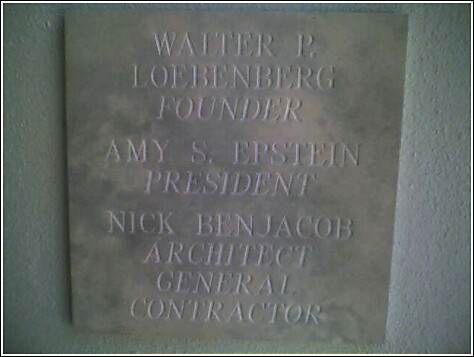 WALTER P.
LOEBENBERG
FOUNDER
AMY S. EPSTEIN
PRESIDENT
NICK BENJACOB
ARCHITECT
GENERAL
CONTRACTOR